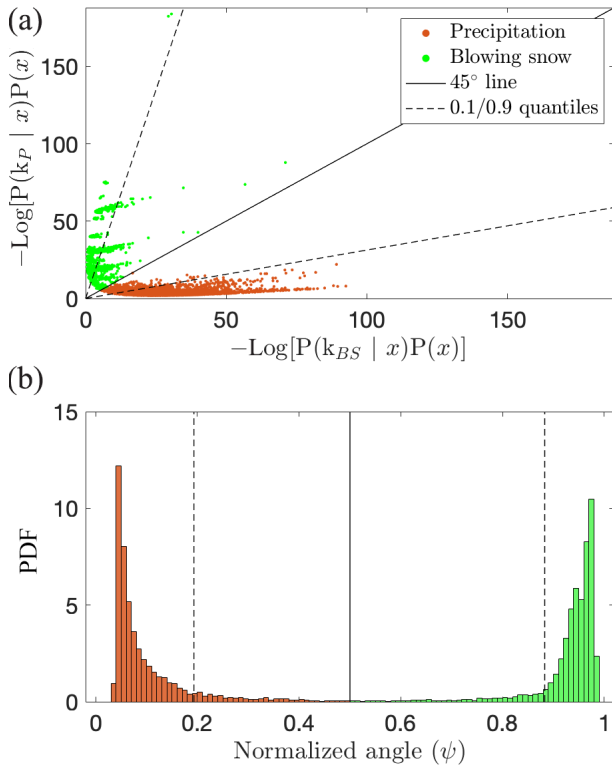 (a)
Precipitation
Blowing snow
45° line
0.1/0.9 quantiles
−Log[P(k_P | x)P(x)
150
100
50
0
0 50 100 150
−Log[P(k_BS | x)P(x)]
(b)
PDF
15
10
5
0
0 0.2 0.4 0.6 0.8 1
Normalized angle (ψ)